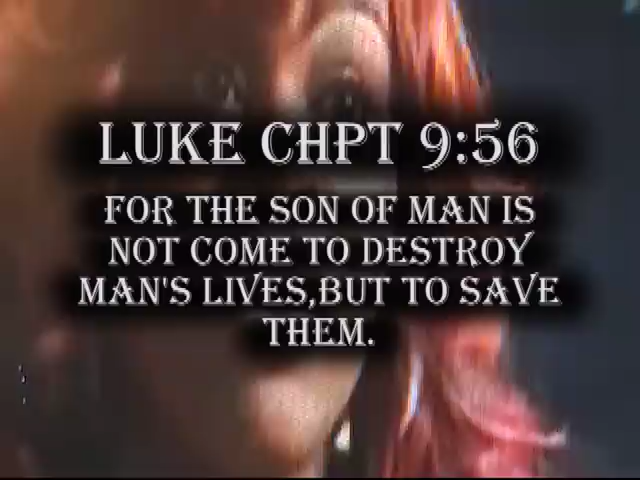 LUKE CHPT 9:56
FOR THE SON OF MAN IS
NOT COME TO DESTROY
MAN'S LIVES,BUT TO SAVE
THEM.